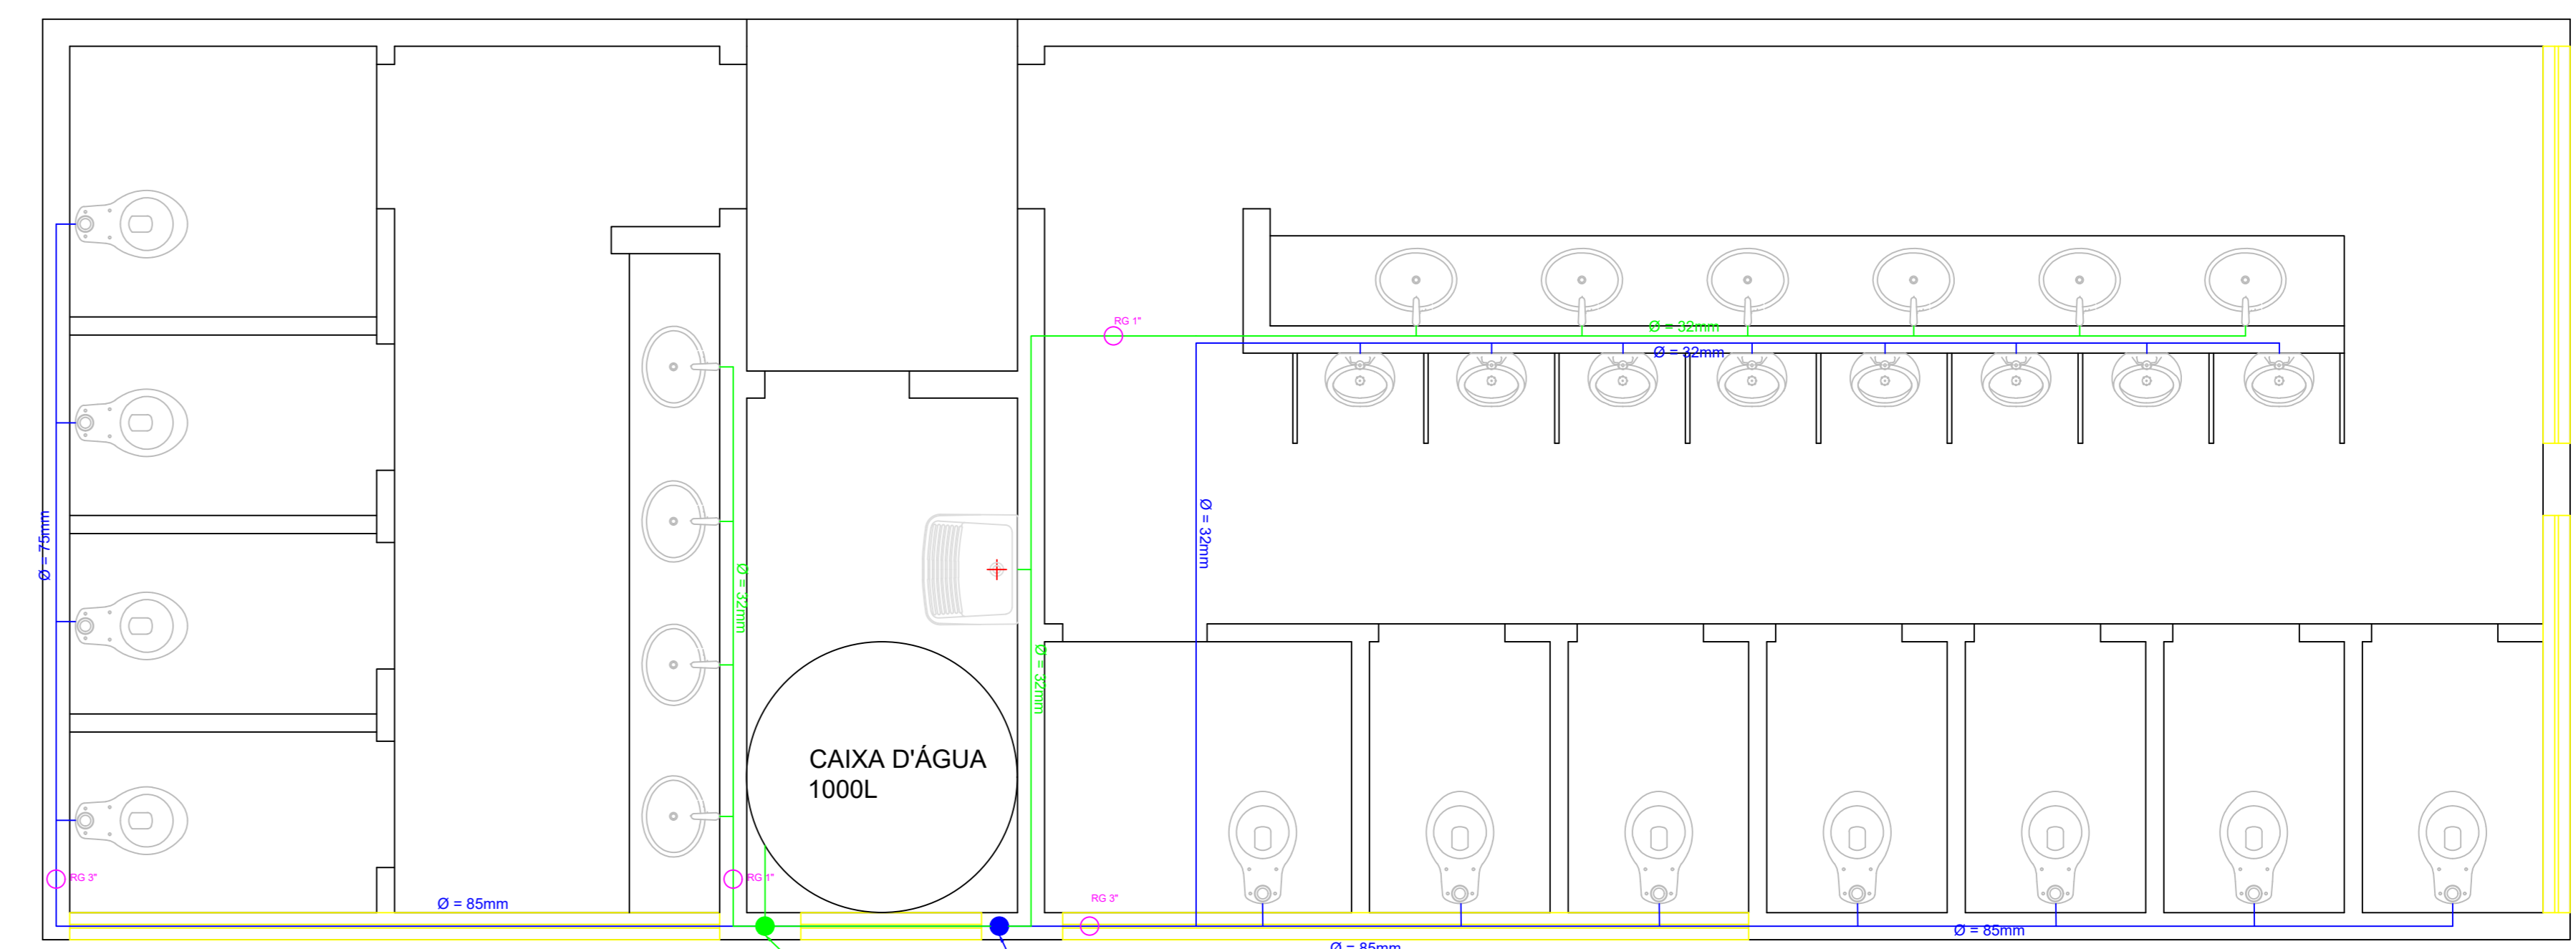 RG 1"
Ø = 32mm
Ø = 32mm
Ø = 75mm
Ø = 32mm
Ø = 32mm
Ø = 32mm
CAIXA D'ÁGUA
1000L
RG 3"
RG 1"
RG 3"
Ø = 85mm
Ø = 85mm
Ø = 85mm